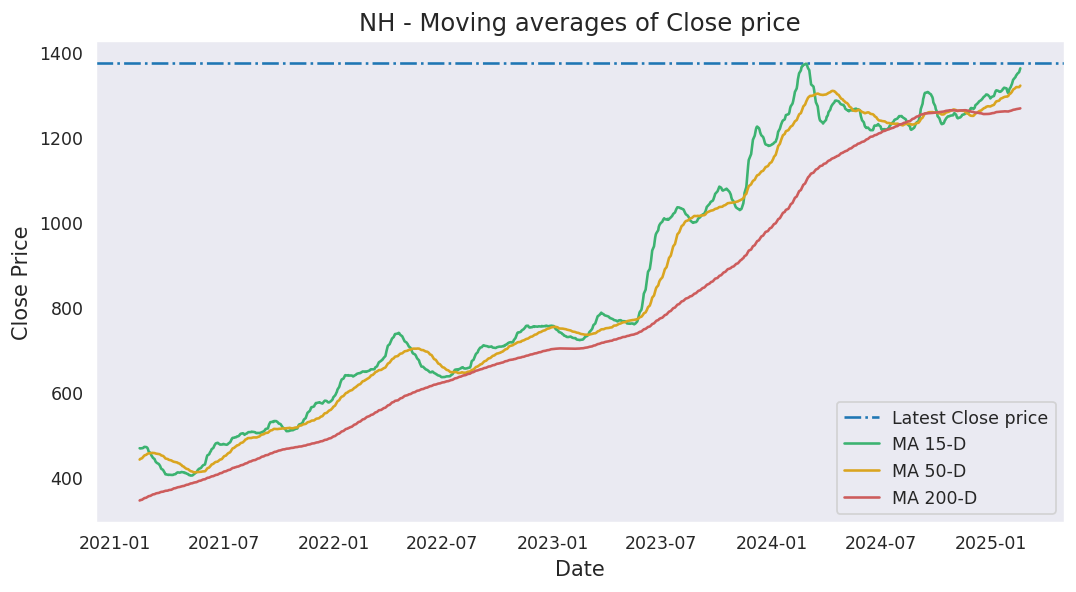 NH - Moving averages of Close price
1400
1200
1000
800
600
400
Close Price
Latest Close price
MA 15-D
MA 50-D
MA 200-D
2021-01 2021-07 2022-01 2022-07 2023-01 2023-07 2024-01 2024-07 2025-01
Date